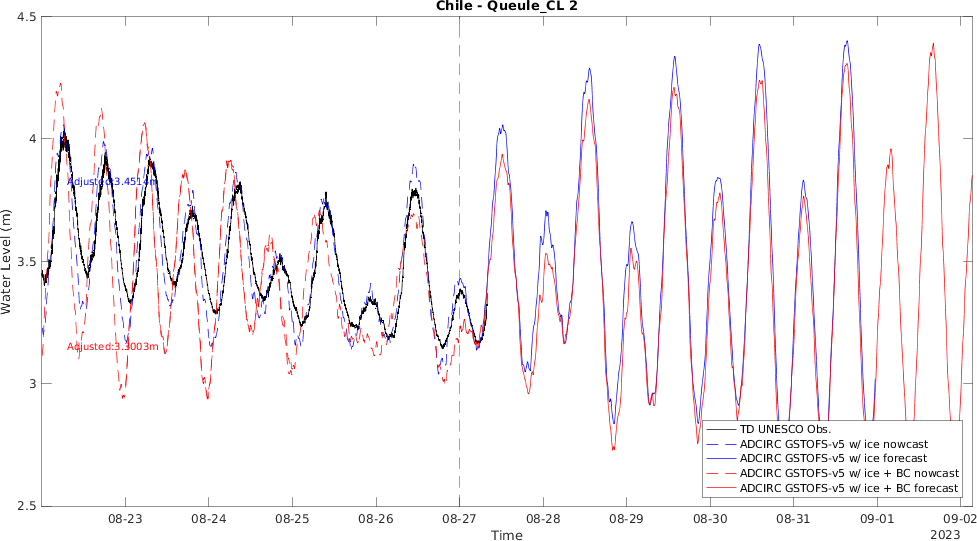 Chile - Queule_CL 2
4.5
4
3.5
3
2.5
Water Level (m)
Adjusted:3.4514m
Adjusted:3.3003m
TD UNESCO Obs.
ADCIRC GSTOFS-v5 w/ ice nowcast
ADCIRC GSTOFS-v5 w/ ice forecast
ADCIRC GSTOFS-v5 w/ ice + BC nowcast
ADCIRC GSTOFS-v5 w/ ice + BC forecast
08-23 08-24 08-25 08-26 08-27 08-28 08-29 08-30 08-31 09-01 09-02
2023
Time